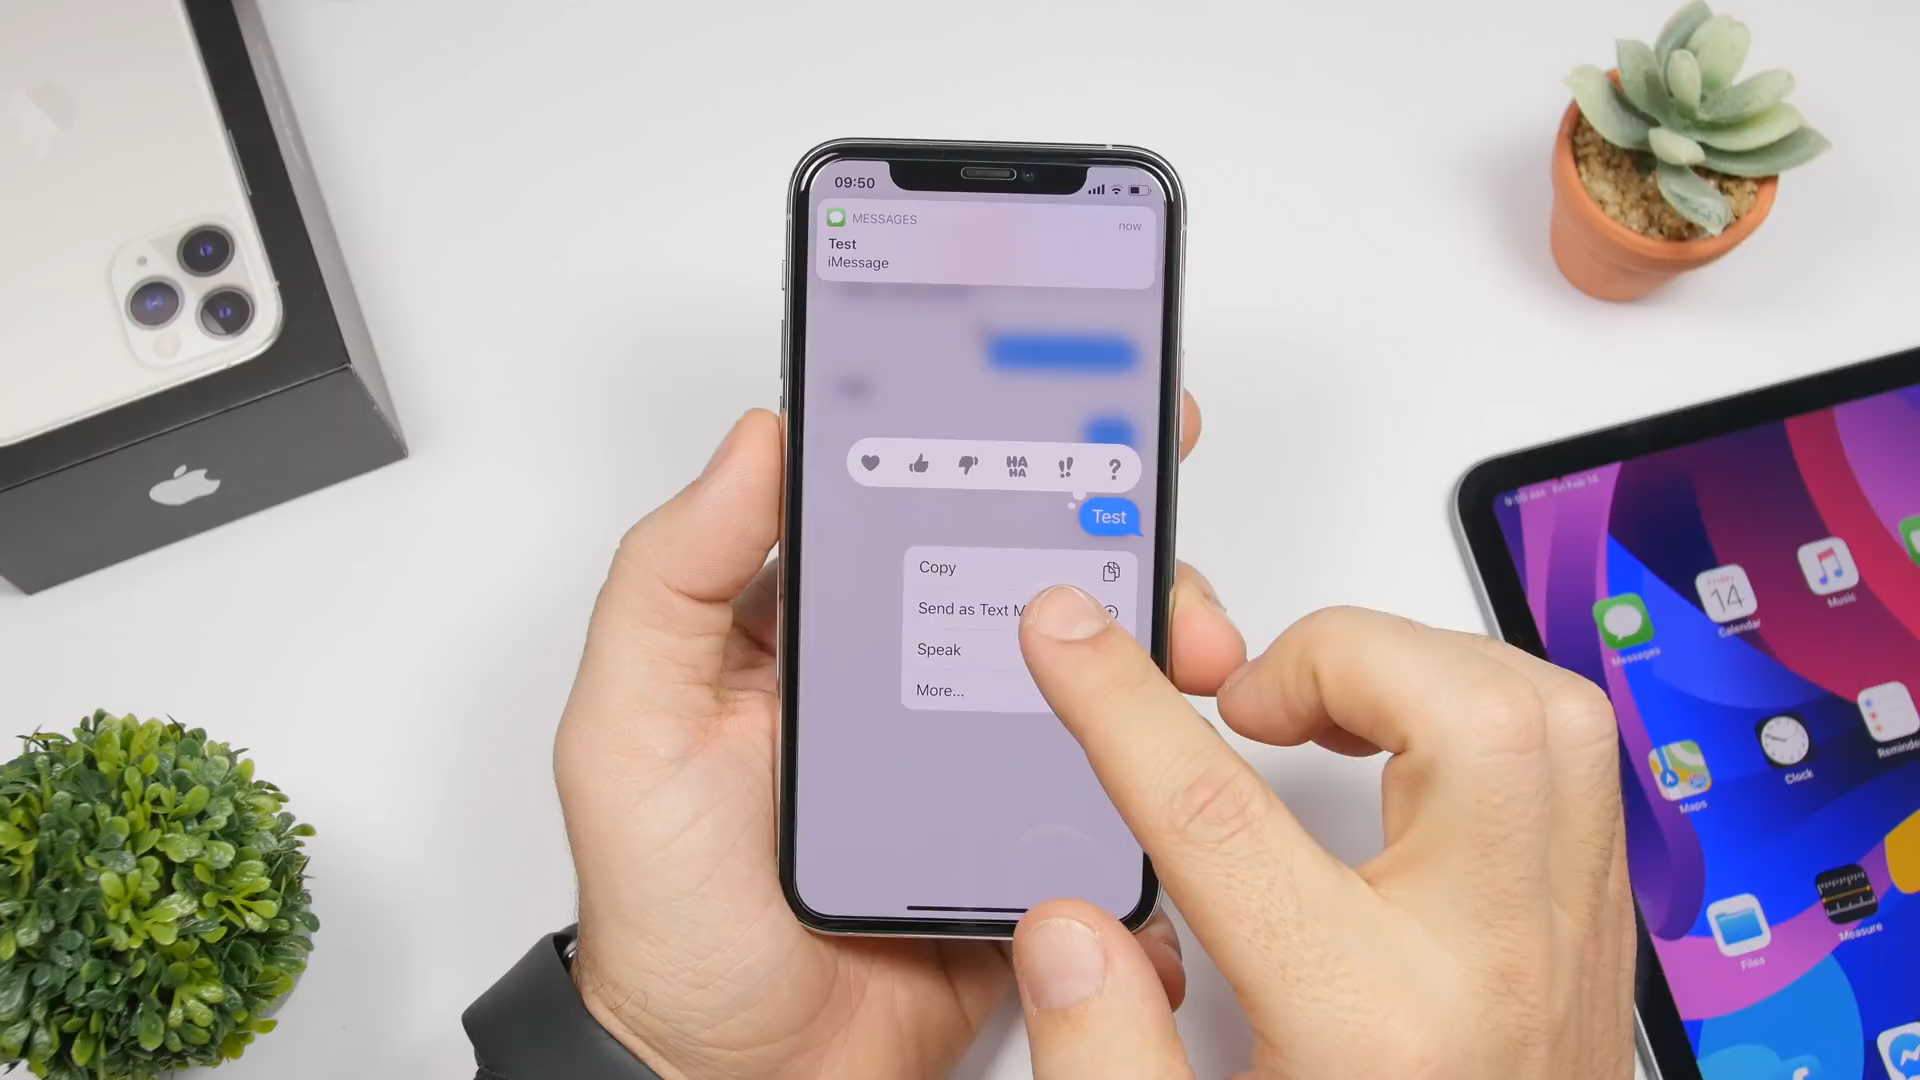 09:50
MESSAGES
now
Test
iMessage
HA
HA
Test
Copy
Send as Text
Speak
More...
Friday
14
Calendar
Music
Messages
Clock
Maps
Measure
Files